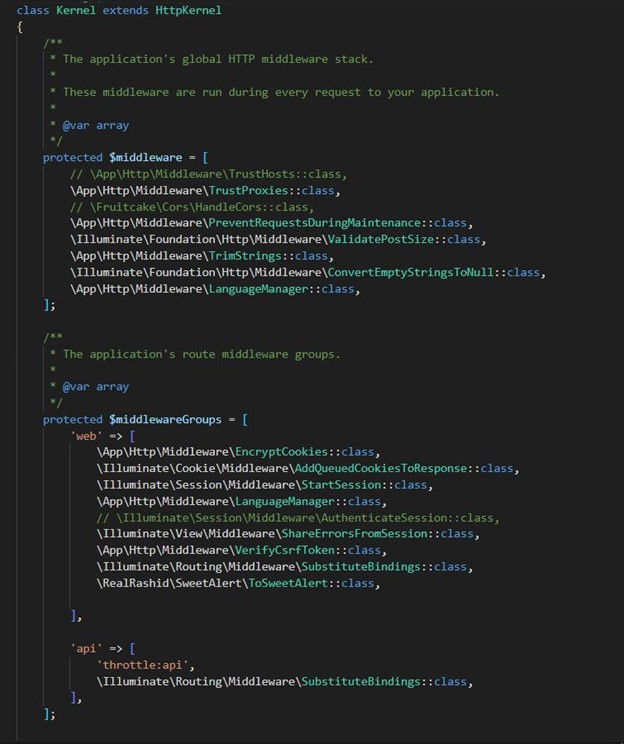 class Kernel extends HttpKernel
{
    /**
     * The application's global HTTP middleware stack.
     *
     * These middleware are run during every request to your application.
     *
     * @var array
     */
    protected $middleware = [
        // \App\Http\Middleware\TrustHosts::class,
        \App\Http\Middleware\TrustProxies::class,
        // \Fruitcake\Cors\HandleCors::class,
        \App\Http\Middleware\PreventRequestsDuringMaintenance::class,
        \Illuminate\Foundation\Http\Middleware\ValidatePostSize::class,
        \App\Http\Middleware\TrimStrings::class,
        \Illuminate\Foundation\Http\Middleware\ConvertEmptyStringsToNull::class,
        \App\Http\Middleware\LanguageManager::class,
    ];

    /**
     * The application's route middleware groups.
     *
     * @var array
     */
    protected $middlewareGroups = [
        'web' => [
            \App\Http\Middleware\EncryptCookies::class,
            \Illuminate\Cookie\Middleware\AddQueuedCookiesToResponse::class,
            \Illuminate\Session\Middleware\StartSession::class,
            \App\Http\Middleware\LanguageManager::class,
            // \Illuminate\Session\Middleware\AuthenticateSession::class,
            \Illuminate\View\Middleware\ShareErrorsFromSession::class,
            \App\Http\Middleware\VerifyCsrfToken::class,
            \Illuminate\Routing\Middleware\SubstituteBindings::class,
            \RealRashid\SweetAlert\ToSweetAlert::class,

        ],

        'api' => [
            'throttle:api',
            \Illuminate\Routing\Middleware\SubstituteBindings::class,
        ],
    ];